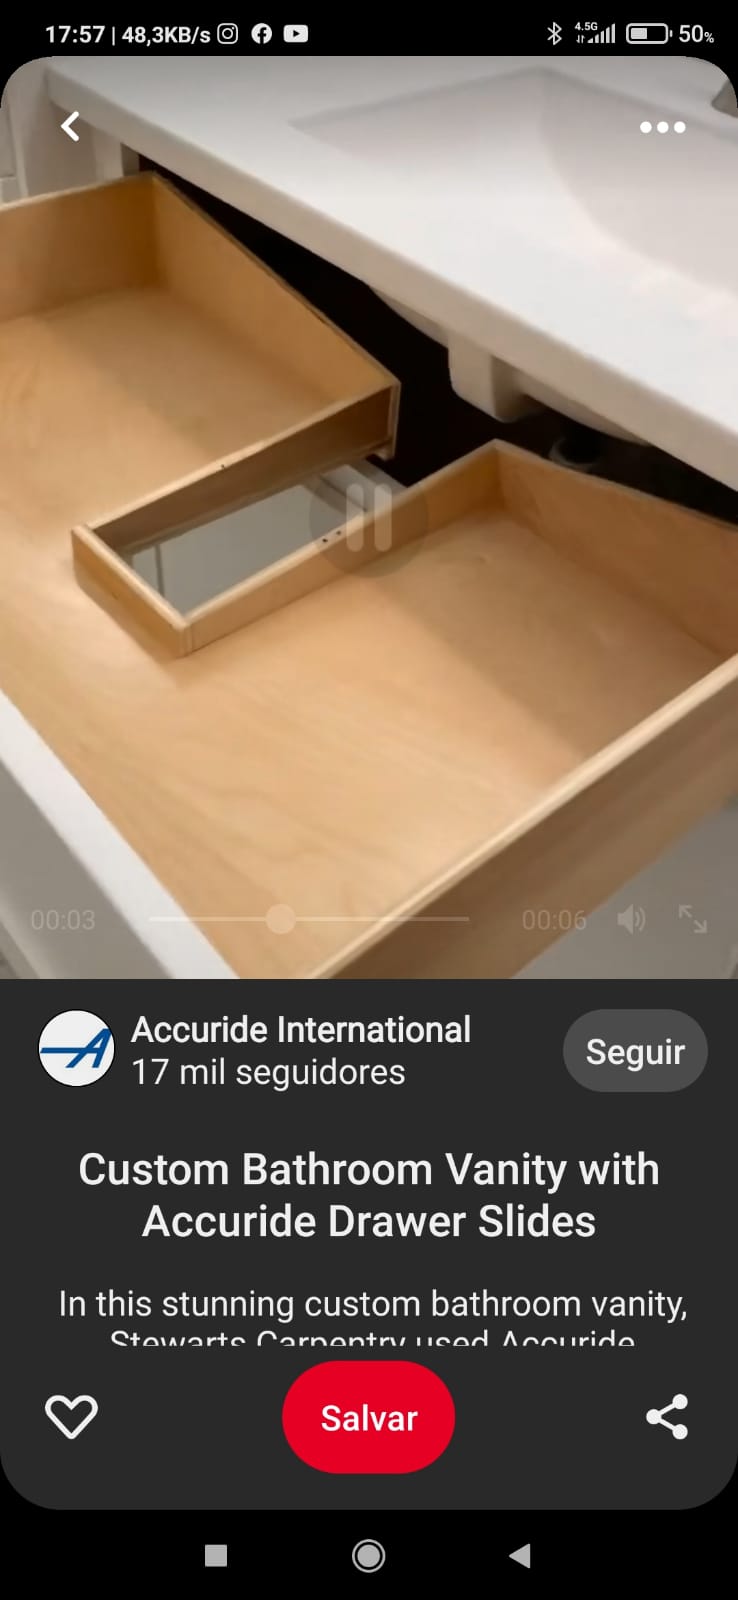 17:57 | 48,3KB/s
4.5G
50%
00:03
00:06
Accuride International
17 mil seguidores
Seguir
Custom Bathroom Vanity with
Accuride Drawer Slides
In this stunning custom bathroom vanity,
Stewarts Carpentry used Accuride
Salvar